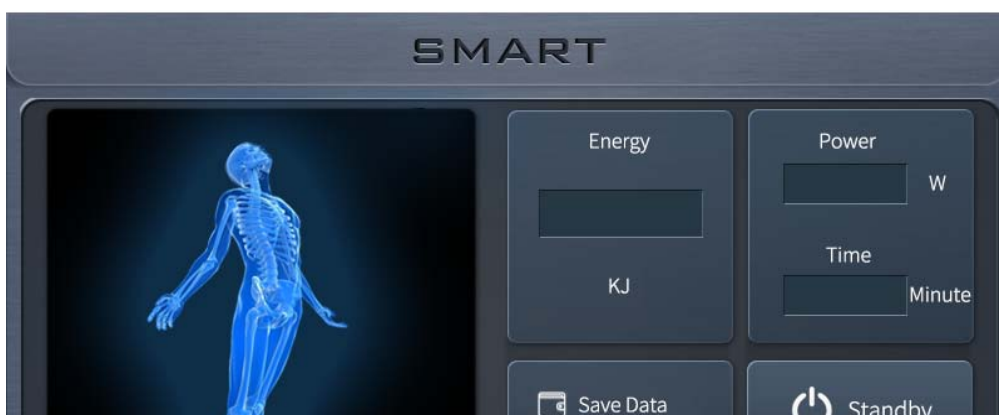 SMART
Energy
KJ
Power
W
Time
Minute
Save Data
Standby